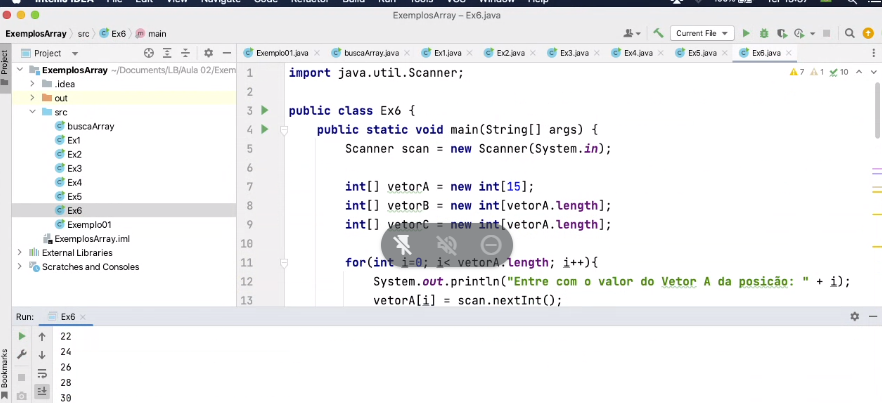 IntelliJ IDEA File Edit View Navigate Code Refactor Build Run Tools VCS Window Help
ExemplosArray – Ex6.java
ExemplosArray src Ex6 main
Current File
Project
Exemplo01.java buscaArray.java Ex1.java Ex2.java Ex3.java Ex4.java Ex5.java Ex6.java
Project
ExemplosArray ~/Documents/LB/Aula 02/Exem
.idea
out
src
buscaArray
Ex1
Ex2
Ex3
Ex4
Ex5
Ex6
Exemplo01
ExemplosArray.iml
External Libraries
Scratches and Consoles
7 1 10
1 import java.util.Scanner;
2
3 public class Ex6 {
4 public static void main(String[] args) {
5 Scanner scan = new Scanner(System.in);
6
7 int[] vetorA = new int[15];
8 int[] vetorB = new int[vetorA.length];
9 int[] vetorC = new int[vetorA.length];
10
11 for(int i=0; i< vetorA.length; i++){
12 System.out.println("Entre com o valor do Vetor A da posicão: " + i);
13 vetorA[i] = scan.nextInt();
Run: Ex6
22
24
26
28
30
Bookmarks